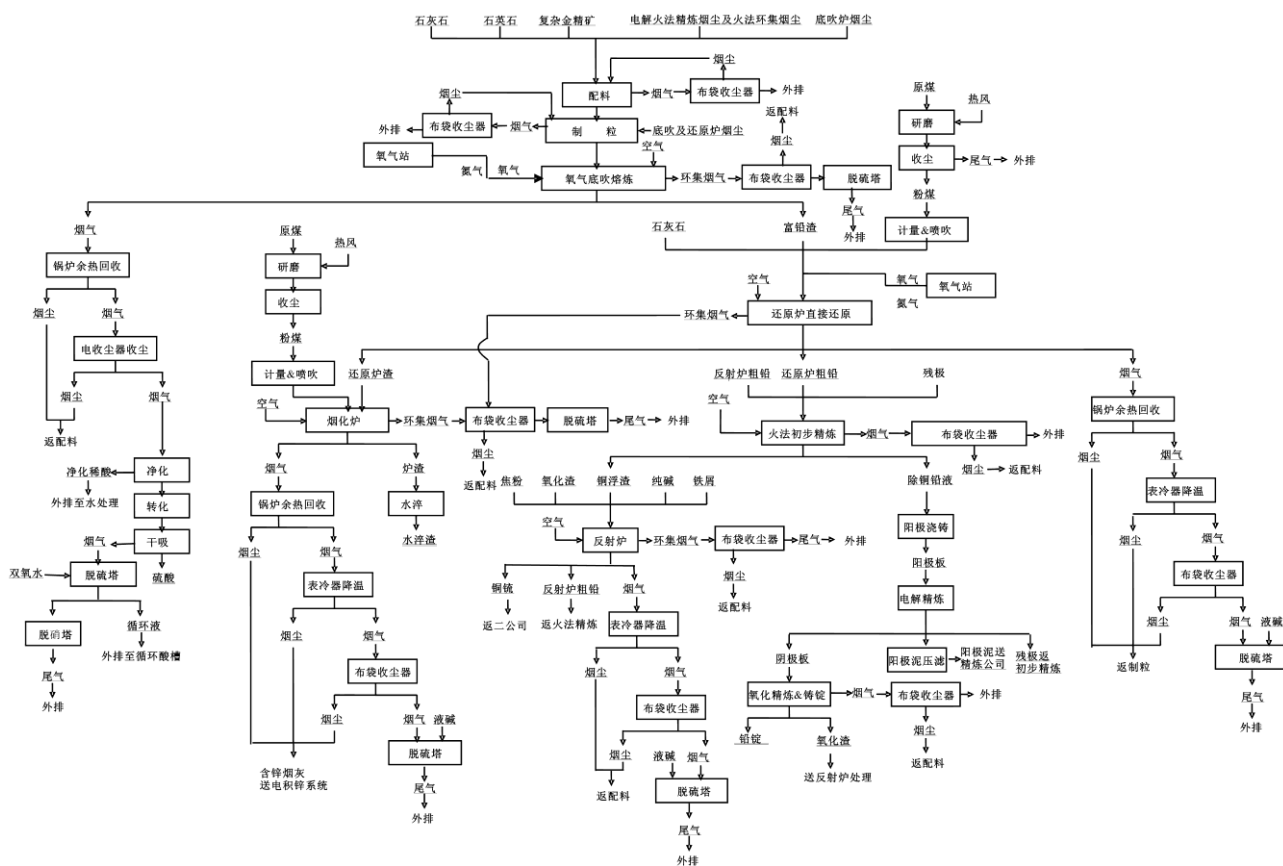 石灰石
石英石
复杂金精矿
电解火法精炼烟尘及火法环集烟尘
底吹炉烟尘
烟尘
配料
烟气
布袋收尘器
外排
原煤
热风
烟尘
返配料
研磨
外排
布袋收尘器
烟气
制 粒
底吹及还原炉烟尘
烟尘
收尘
尾气
外排
氧气站
空气
氮气
氧气
氧气底吹熔炼
环集烟气
布袋收尘器
脱硫塔
粉煤
尾气
外排
计量&喷吹
烟气
石灰石
富铅渣
原煤
热风
锅炉余热回收
研磨
空气
氧气
氮气
氧气站
烟尘
烟气
收尘
环集烟气
还原炉直接还原
电收尘器收尘
粉煤
计量&喷吹
还原炉渣
反射炉粗铅
还原炉粗铅
残极
烟气
烟尘
烟气
空气
烟化炉
环集烟气
布袋收尘器
脱硫塔
尾气
外排
空气
火法初步精炼
烟气
布袋收尘器
外排
锅炉余热回收
返配料
烟尘
返配料
烟尘
返配料
烟尘
烟气
净化稀酸
净化
外排至水处理
转化
烟气
干吸
双氧水
脱硫塔
硫酸
脱硝塔
循环液
外排至循环酸槽
尾气
外排
烟气
炉渣
锅炉余热回收
水淬
水淬渣
烟尘
烟气
表冷器降温
烟尘
烟气
布袋收尘器
烟尘
烟气
液碱
脱硫塔
含锌烟灰
送电积锌系统
尾气
外排
焦粉
氧化渣
铜浮渣
纯碱
铁屑
除铜铅液
空气
反射炉
环集烟气
布袋收尘器
尾气
外排
烟尘
返配料
铜锍
反射炉粗铅
烟气
返二公司
返火法精炼
表冷器降温
烟尘
烟气
布袋收尘器
烟尘
液碱
烟气
返配料
脱硫塔
尾气
外排
阳极浇铸
阳极板
电解精炼
阴极板
阳极泥压滤
阳极泥送
精炼公司
残极返
初步精炼
氧化精炼&铸锭
烟气
布袋收尘器
外排
铅锭
氧化渣
烟尘
送反射炉处理
返配料
表冷器降温
烟尘
烟气
布袋收尘器
烟尘
烟气
液碱
返制粒
脱硫塔
尾气
外排